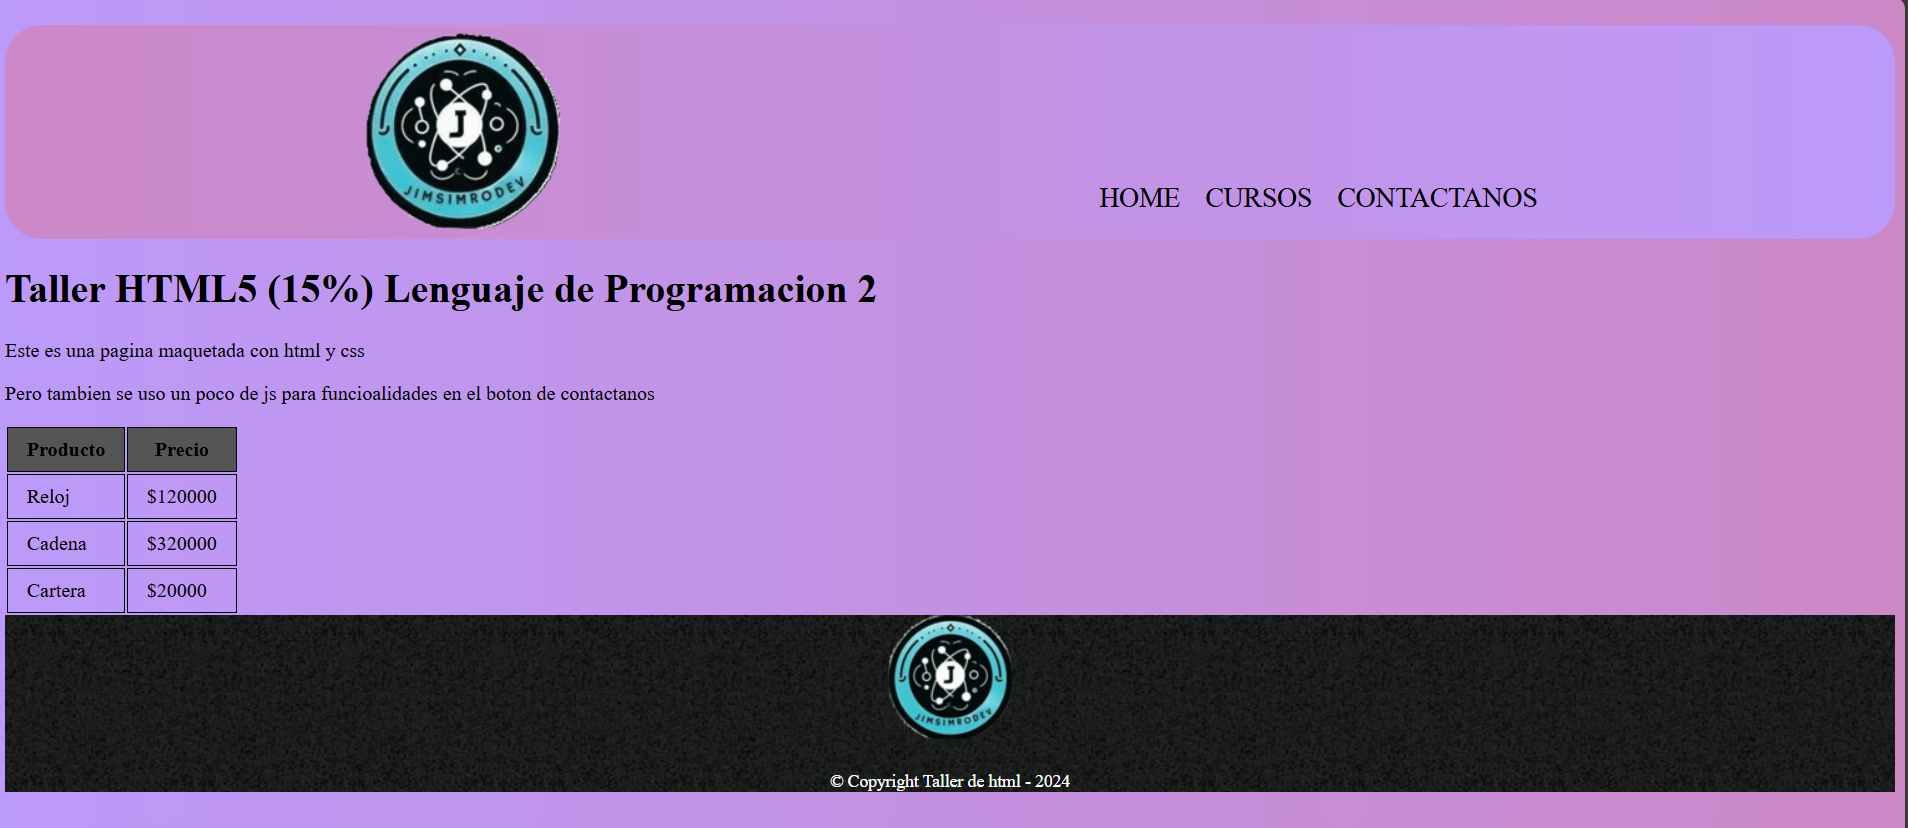 J
JIMSIMRODEV
HOME CURSOS CONTACTANOS
Taller HTML5 (15%) Lenguaje de Programacion 2
Este es una pagina maquetada con html y css
Pero tambien se uso un poco de js para funcioalidades en el boton de contactanos
Producto Precio
Reloj $120000
Cadena $320000
Cartera $20000
J
JIMSIMRODEV
© Copyright Taller de html - 2024